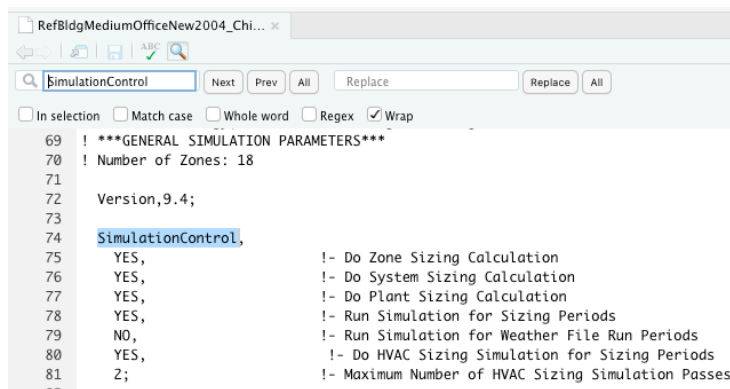 RefBldgMediumOfficeNew2004_Chi... ×
ABC
SimulationControl Next Prev All Replace Replace All
In selection Match case Whole word Regex Wrap
69 ! ***GENERAL SIMULATION PARAMETERS***
70 ! Number of Zones: 18
71
72 Version,9.4;
73
74 SimulationControl,
75 YES, !- Do Zone Sizing Calculation
76 YES, !- Do System Sizing Calculation
77 YES, !- Do Plant Sizing Calculation
78 YES, !- Run Simulation for Sizing Periods
79 NO, !- Run Simulation for Weather File Run Periods
80 YES, !- Do HVAC Sizing Simulation for Sizing Periods
81 2; !- Maximum Number of HVAC Sizing Simulation Passes